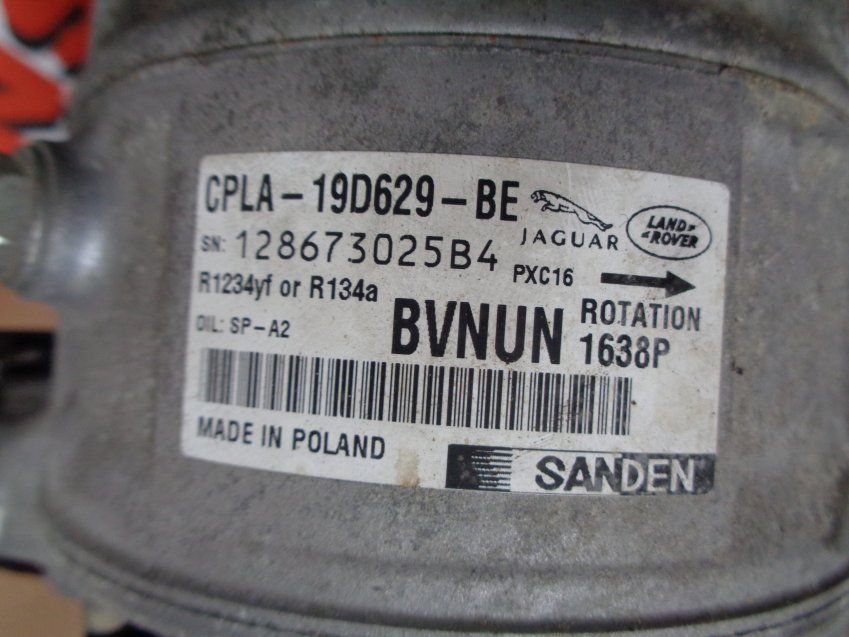 CPLA-19D629-BE
JAGUAR
LAND ROVER
SN: 128673025B4
PXC16
R1234yf or R134a
ROTATION
OIL: SP-A2
BVNUN
1638P
MADE IN POLAND
SANDEN